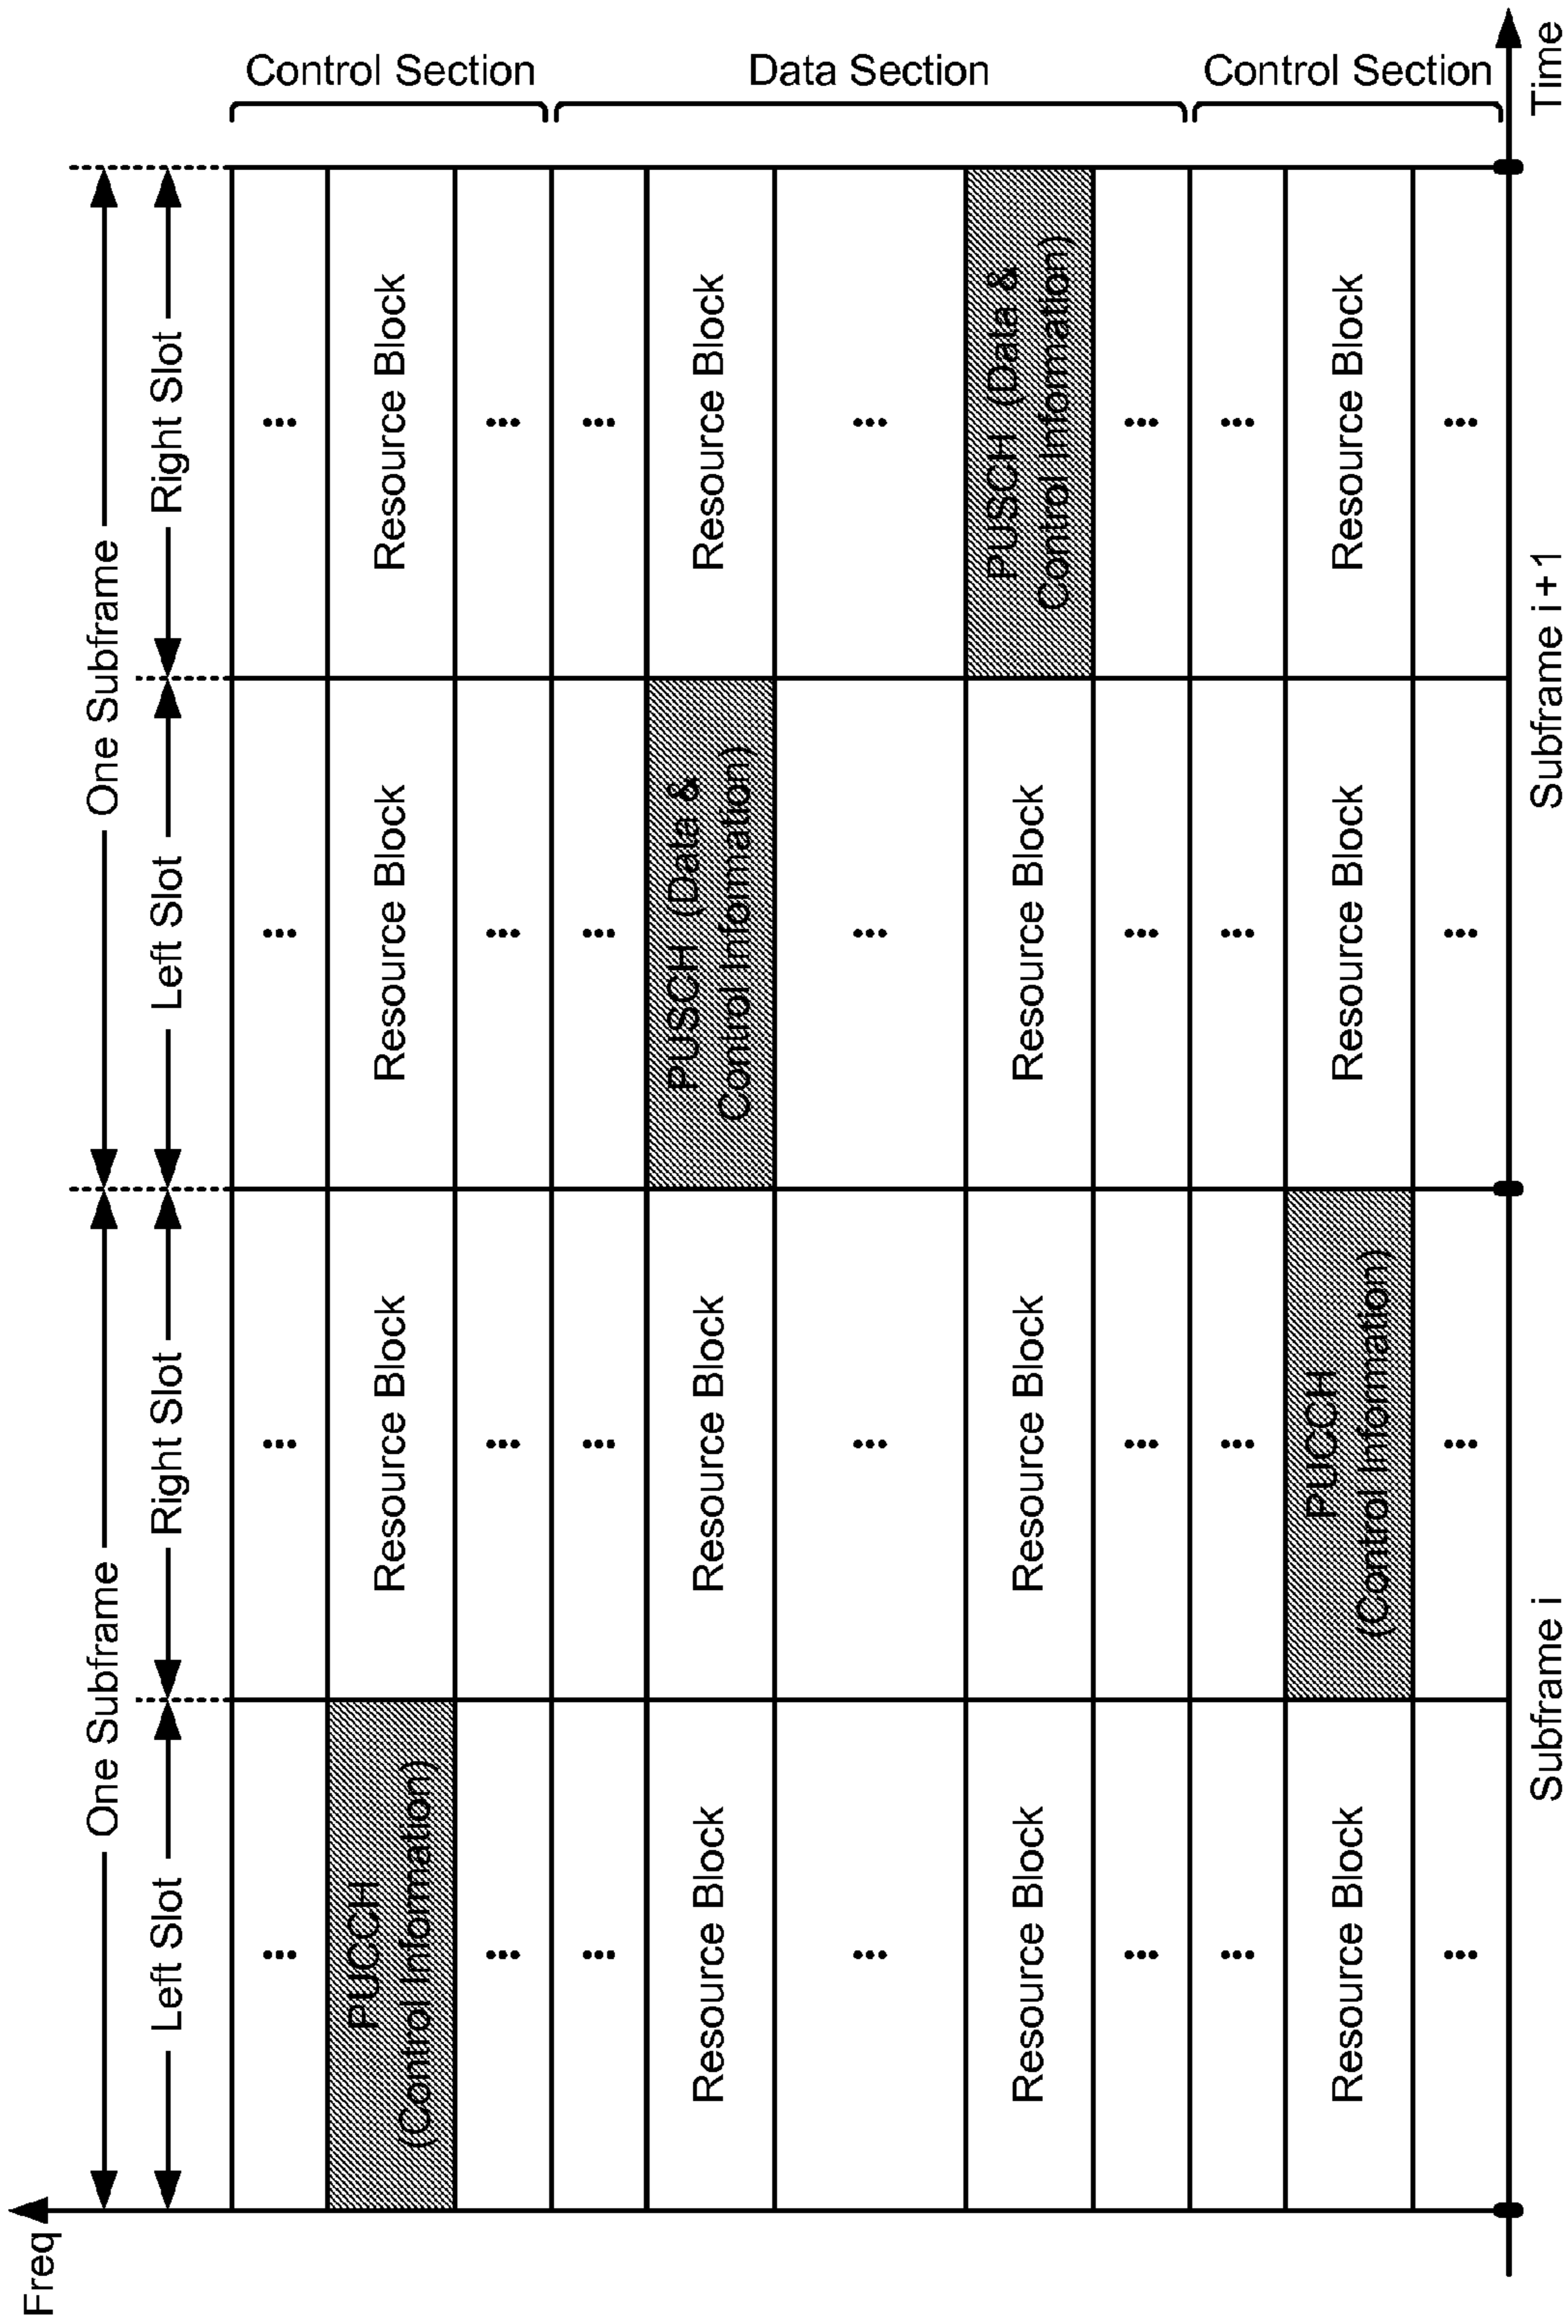 Freq
One Subframe
One Subframe
Left Slot
Right Slot
Left Slot
Right Slot
Control Section
...
...
...
...
PUCCH
(Control Information)
Resource Block
Resource Block
Resource Block
...
...
...
...
Data Section
...
...
...
...
Resource Block
Resource Block
PUSCH (Data &
Control Information)
Resource Block
...
...
...
...
Resource Block
Resource Block
Resource Block
PUSCH (Data &
Control Information)
...
...
...
...
Control Section
...
...
...
...
Resource Block
PUCCH
(Control Information)
Resource Block
Resource Block
...
...
...
...
Subframe i
Subframe i + 1
Time